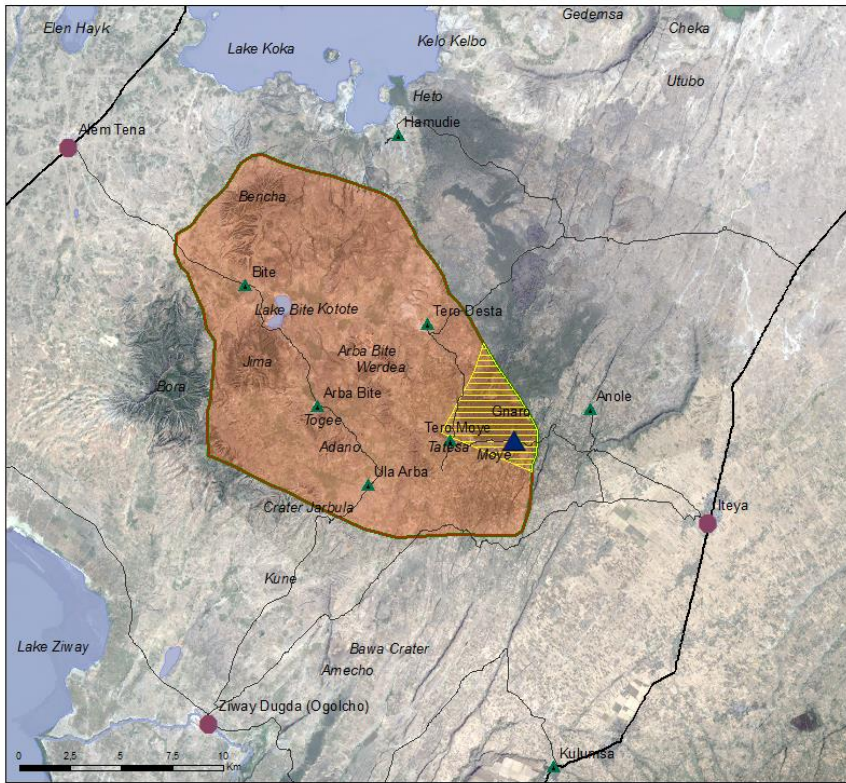 Elen Hayk
Lake Koka
Kelo Kelbo
Gedemsa
Cheka
Utubo
Heto
Hamudie
Alem Tena
Bencha
Bite
Lake Bite Kotote
Tero Desta
Arba Bite
Werdea
Jima
Bora
Arba Bite
Togee
Gnaro
Anole
Tero Moye
Tatesa
Moye
Adano
Ula Arba
Crater Jarbula
Iteya
Kune
Lake Ziway
Bawa Crater
Amecho
Ziway Dugda (Ogolcho)
Kulumsa
0 2,5 5 7,5 10
Km